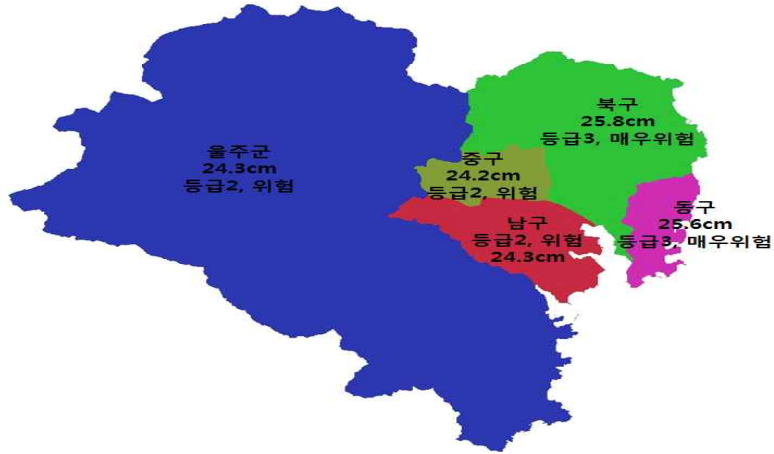 북구
25.8cm
등급3, 매우위험
울주군
24.3cm
등급2, 위험
중구
24.2cm
등급2, 위험
남구
등급2, 위험
24.3cm
동구
25.6cm
등급3, 매우위험